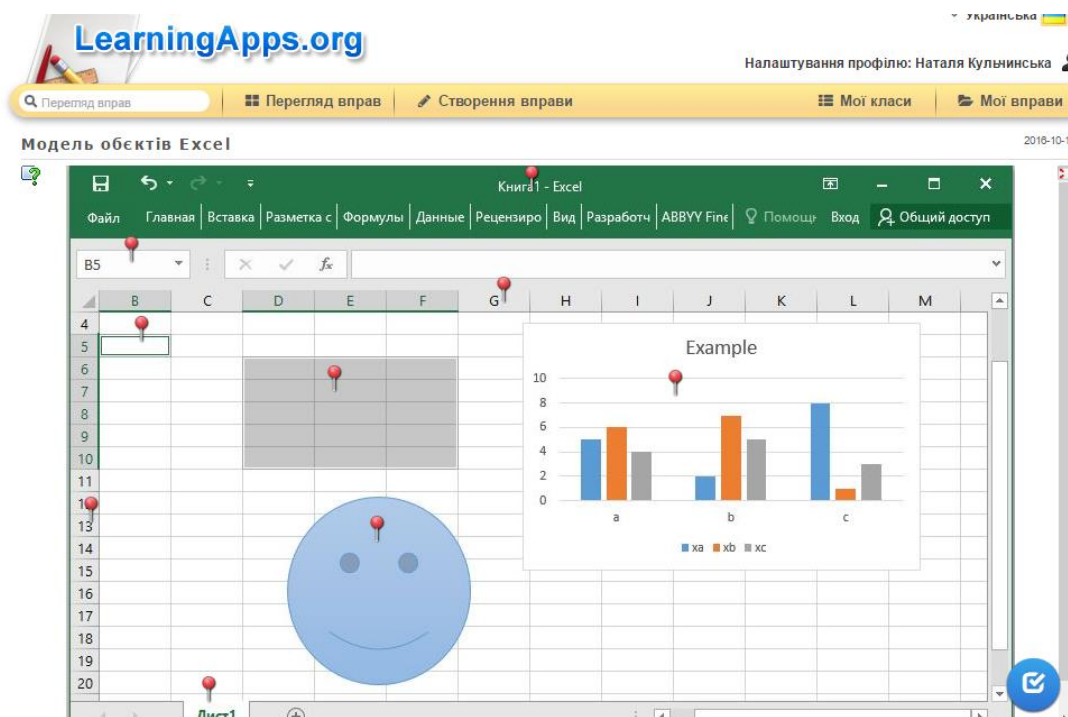 Українська
LearningApps.org
Налаштування профілю: Наталя Кульчинська
Перегляд вправ Перегляд вправ Створення вправи Мої класи Мої вправи
Модель обєктів Excel
2016-10-1
Книга1 - Excel
Файл Главная Вставка Разметка с Формулы Данные Рецензиро Вид Разработч ABBYY Fine Помощн Вход Общий доступ
B5 fx
B C D E F G H I J K L M
4
5
6
7
8
9
10
11
13
14
15
16
17
18
19
20
Example
10
8
6
4
2
0
a b c
xa xb xc
Лист1